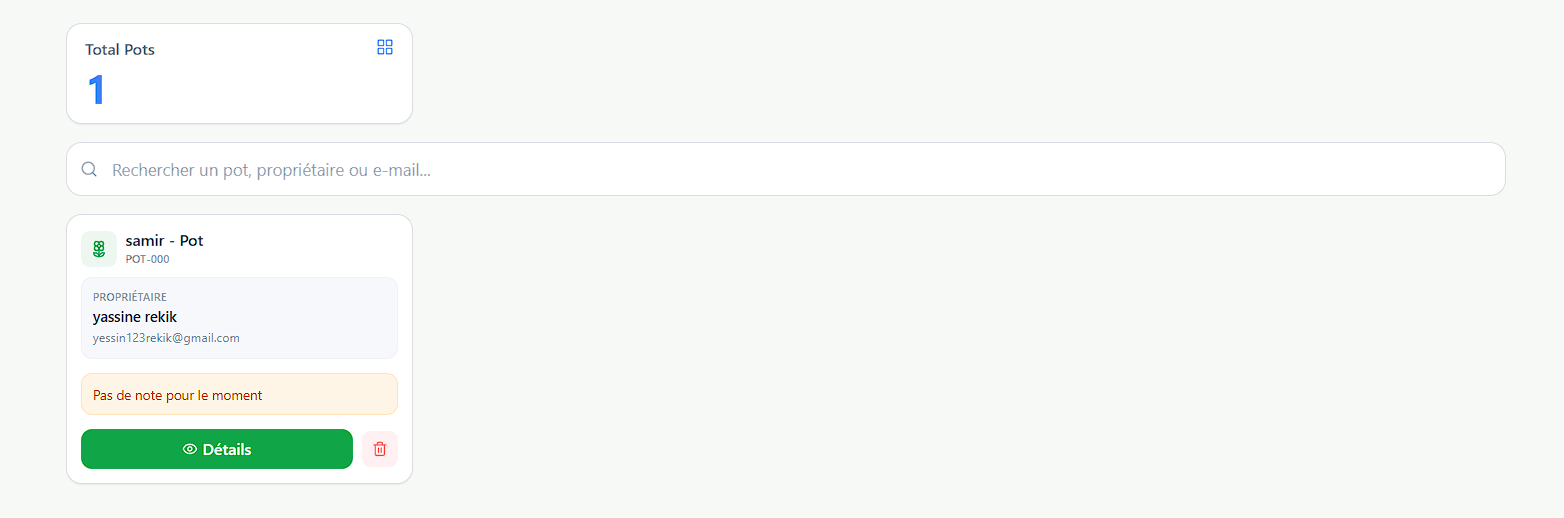 Total Pots
1
Rechercher un pot, propriétaire ou e-mail...
samir - Pot
POT-000
PROPRIÉTAIRE
yassine rekik
yessin123rekik@gmail.com
Pas de note pour le moment
Détails